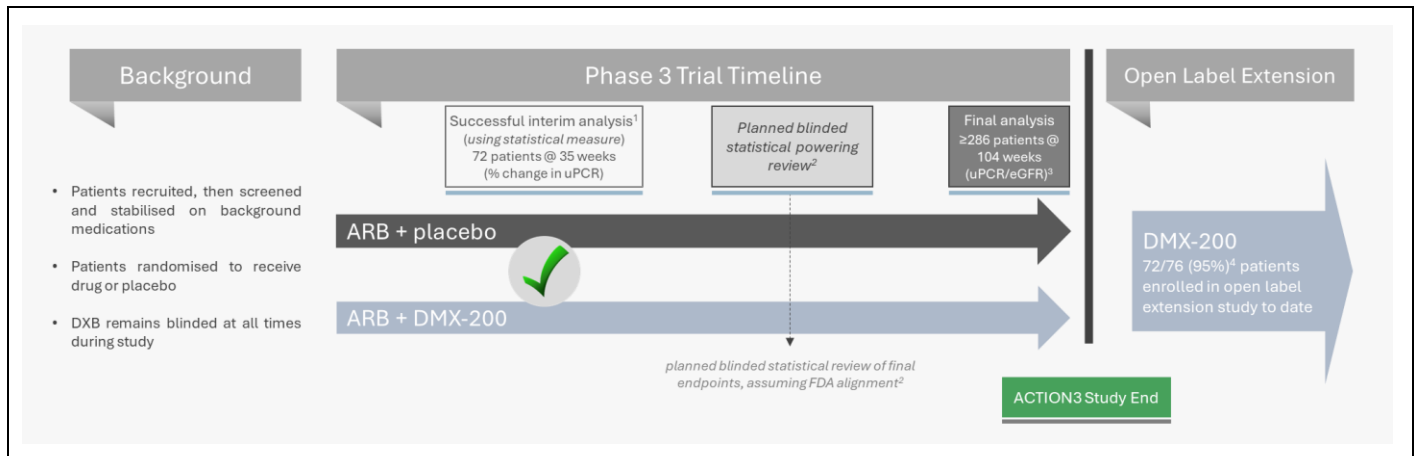 Background
Phase 3 Trial Timeline
Open Label Extension
Successful interim analysis¹
(using statistical measure)
72 patients @ 35 weeks
(% change in uPCR)
Planned blinded
statistical powering
review²
Final analysis
≥286 patients @
104 weeks
(uPCR/eGFR)³
• Patients recruited, then screened
and stabilised on background
medications
• Patients randomised to receive
drug or placebo
• DXB remains blinded at all times
during study
ARB + placebo
ARB + DMX-200
planned blinded statistical review of final
endpoints, assuming FDA alignment²
DMX-200
72/76 (95%)⁴ patients
enrolled in open label
extension study to date
ACTION3 Study End